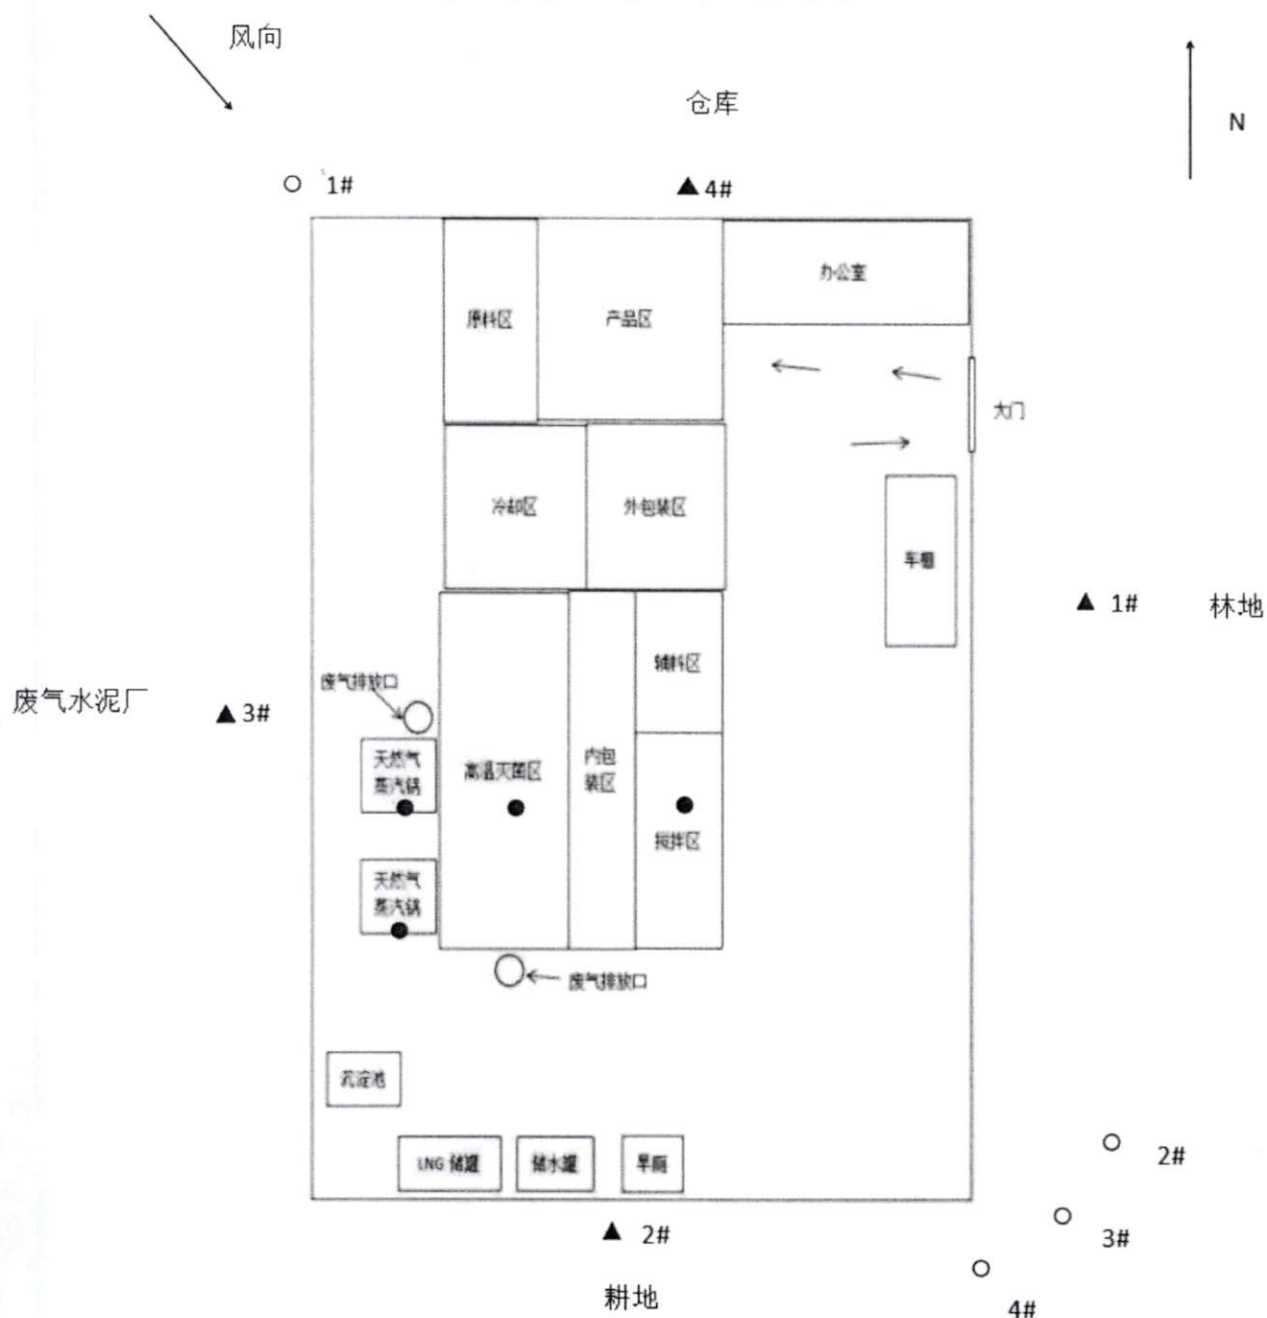 风向
仓库
N
1#
▲4#
办公室
原料区
产品区
大门
冷却区
外包装区
车棚
▲ 1#
林地
辅料区
废气排放口
废气水泥厂
▲3#
天然气
蒸汽锅
高温灭菌区
内包
装区
搅拌区
天然气
蒸汽锅
废气排放口
沉淀池
LNG 储罐
储水罐
旱厕
2#
3#
4#
▲ 2#
耕地